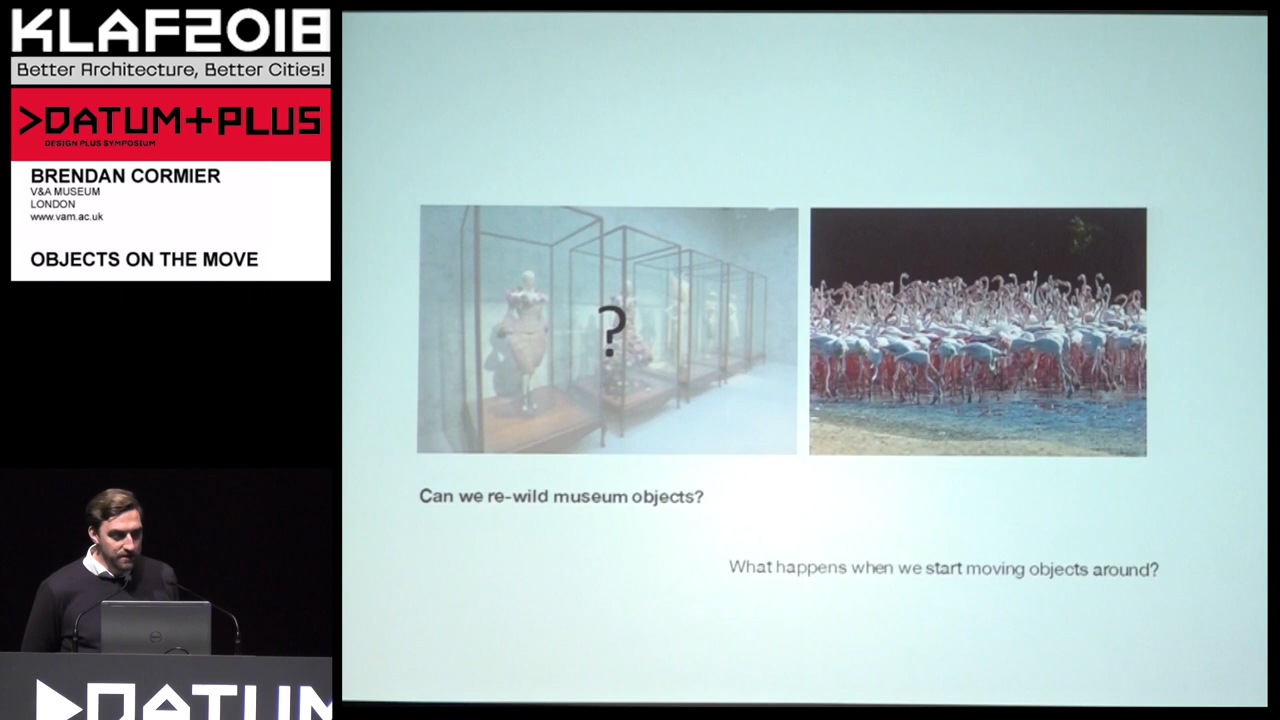 KLAF2018
Better Architecture, Better Cities!
>DATUM+PLUS
DESIGN PLUS SYMPOSIUM
BRENDAN CORMIER
V&A MUSEUM
LONDON
www.vam.ac.uk
OBJECTS ON THE MOVE
?
Can we re-wild museum objects?
What happens when we start moving objects around?
DELL
DATUM